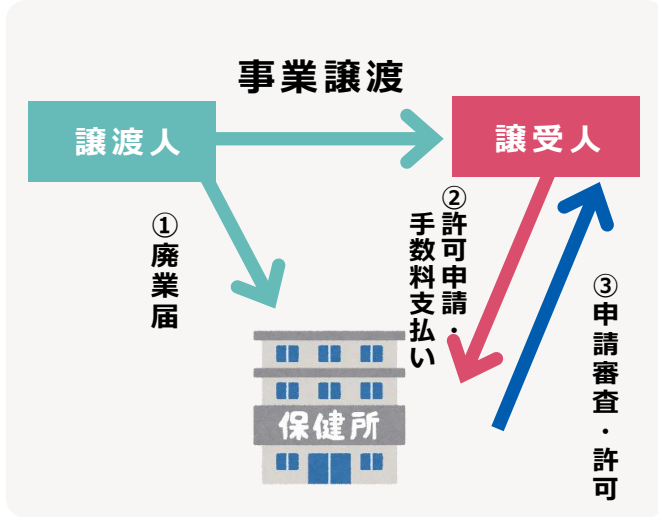 事業譲渡
譲渡人
譲受人
①廃業届
②許可申請・
手数料支払い
③申請審査・許可
保健所